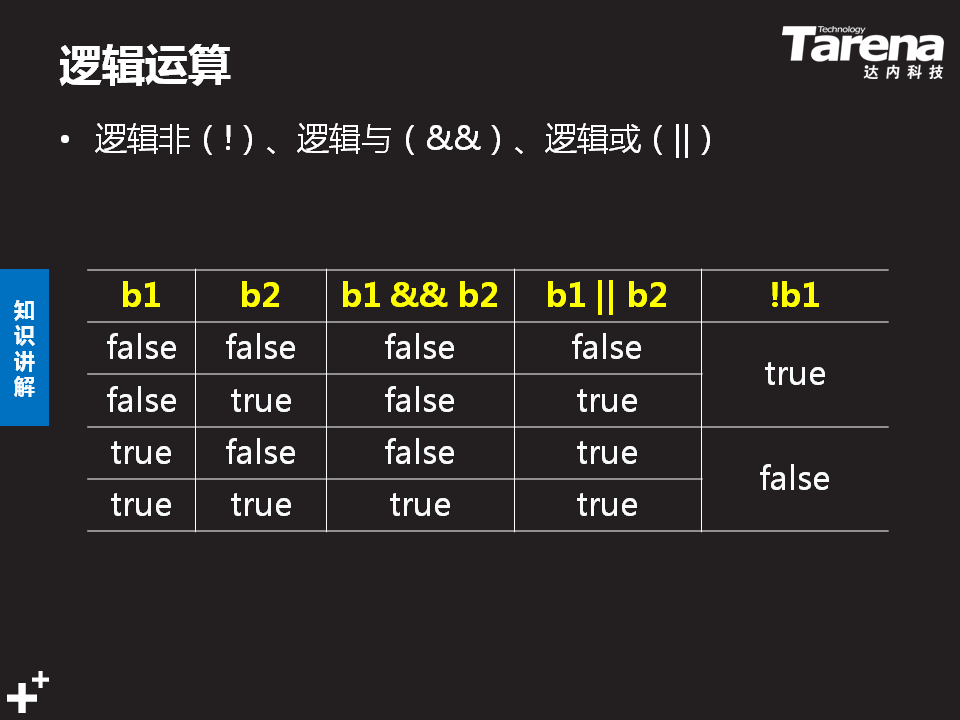 逻辑运算
Technology
Tarena
达内科技
• 逻辑非（!）、逻辑与（&&）、逻辑或（||）
知识讲解
b1 b2 b1 && b2 b1 || b2 !b1
false false false false true
false true false true
true false false true false
true true true true